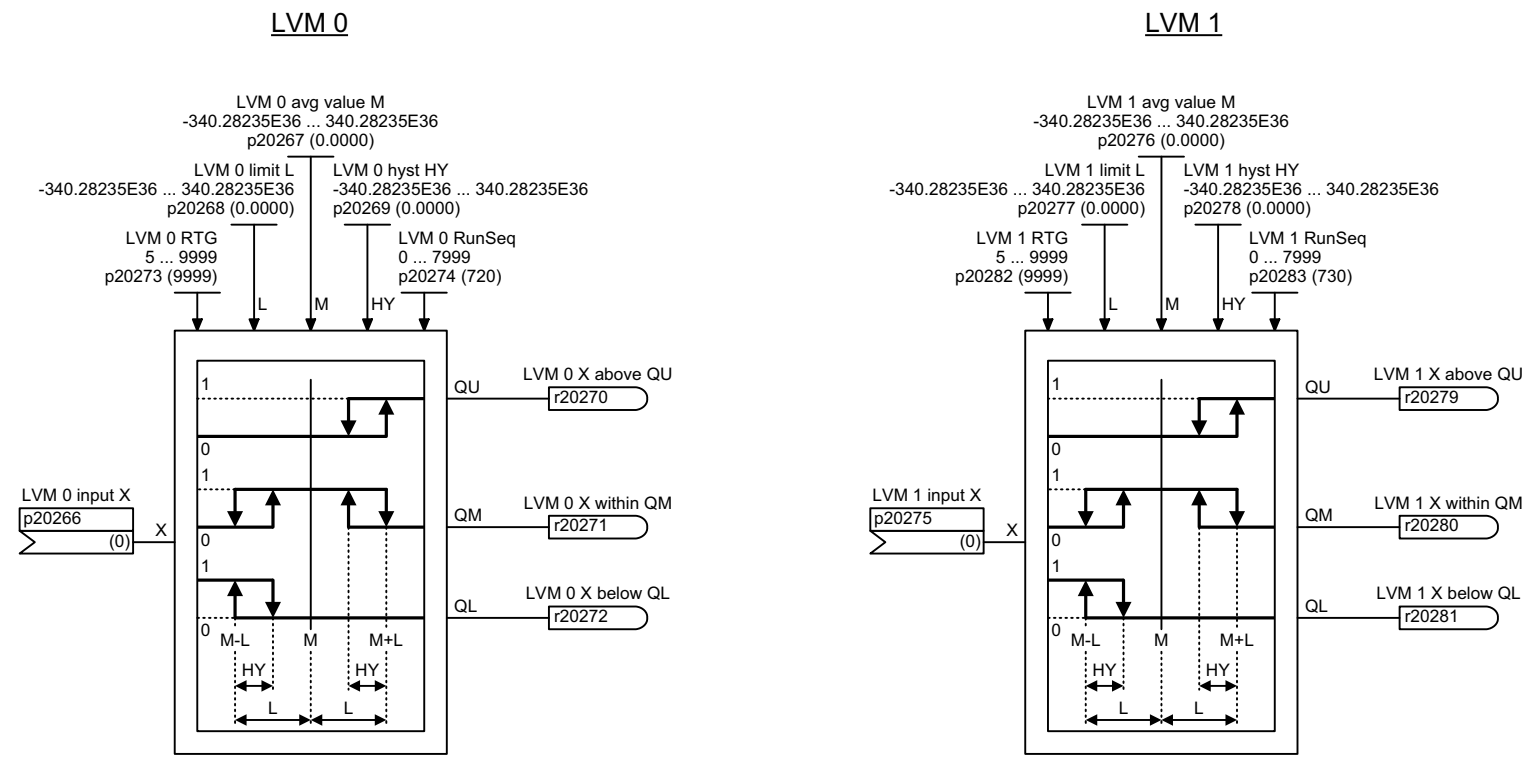 LVM 0
LVM 0 avg value M
-340.28235E36 ... 340.28235E36
p20267 (0.0000)
LVM 0 limit L
-340.28235E36 ... 340.28235E36
p20268 (0.0000)
LVM 0 hyst HY
-340.28235E36 ... 340.28235E36
p20269 (0.0000)
LVM 0 RTG
5 ... 9999
p20273 (9999)
LVM 0 RunSeq
0 ... 7999
p20274 (720)
L
M
HY
LVM 0 input X
p20266
(0)
X
1
0
1
0
1
0
M-L
M
M+L
HY
HY
L
L
QU
LVM 0 X above QU
r20270
QM
LVM 0 X within QM
r20271
QL
LVM 0 X below QL
r20272
LVM 1
LVM 1 avg value M
-340.28235E36 ... 340.28235E36
p20276 (0.0000)
LVM 1 limit L
-340.28235E36 ... 340.28235E36
p20277 (0.0000)
LVM 1 hyst HY
-340.28235E36 ... 340.28235E36
p20278 (0.0000)
LVM 1 RTG
5 ... 9999
p20282 (9999)
LVM 1 RunSeq
0 ... 7999
p20283 (730)
L
M
HY
LVM 1 input X
p20275
(0)
X
1
0
1
0
1
0
M-L
M
M+L
HY
HY
L
L
QU
LVM 1 X above QU
r20279
QM
LVM 1 X within QM
r20280
QL
LVM 1 X below QL
r20281